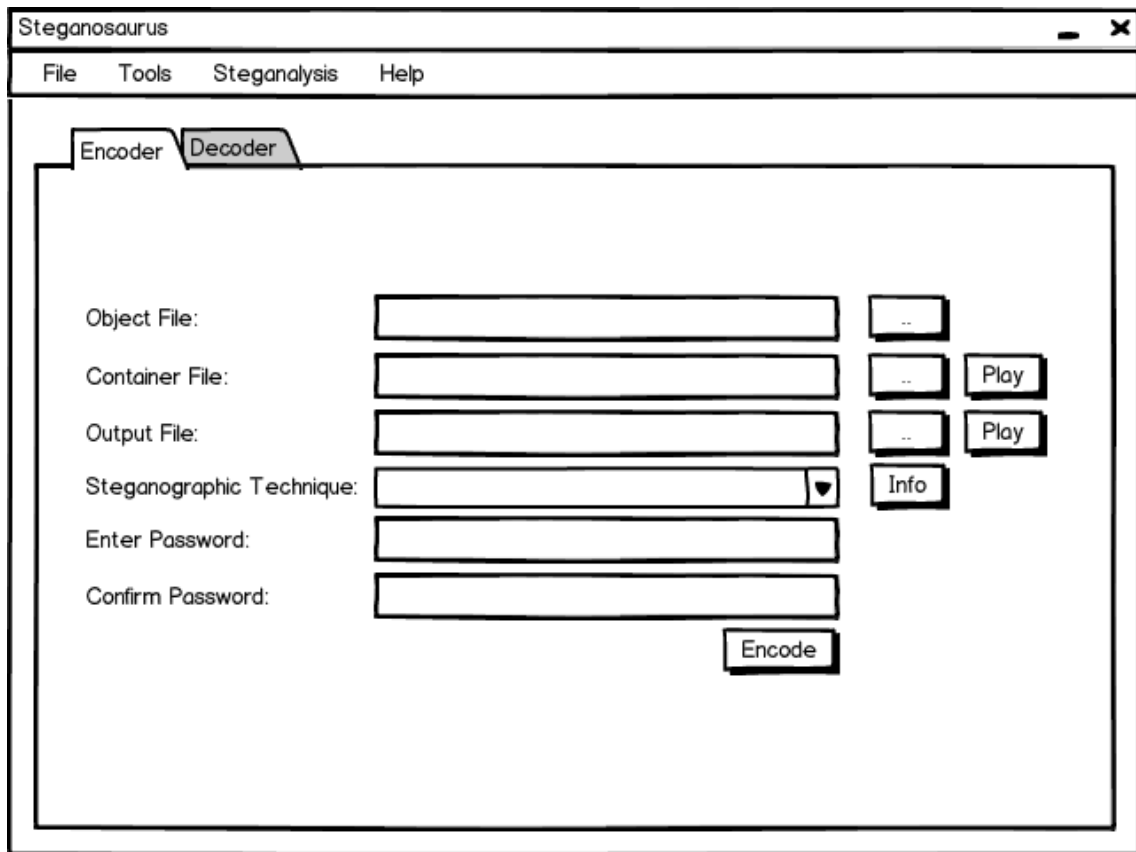 Steganosaurus
File Tools Steganalysis Help
Encoder Decoder
Object File: ..
Container File: .. Play
Output File: .. Play
Steganographic Technique: Info
Enter Password:
Confirm Password:
Encode